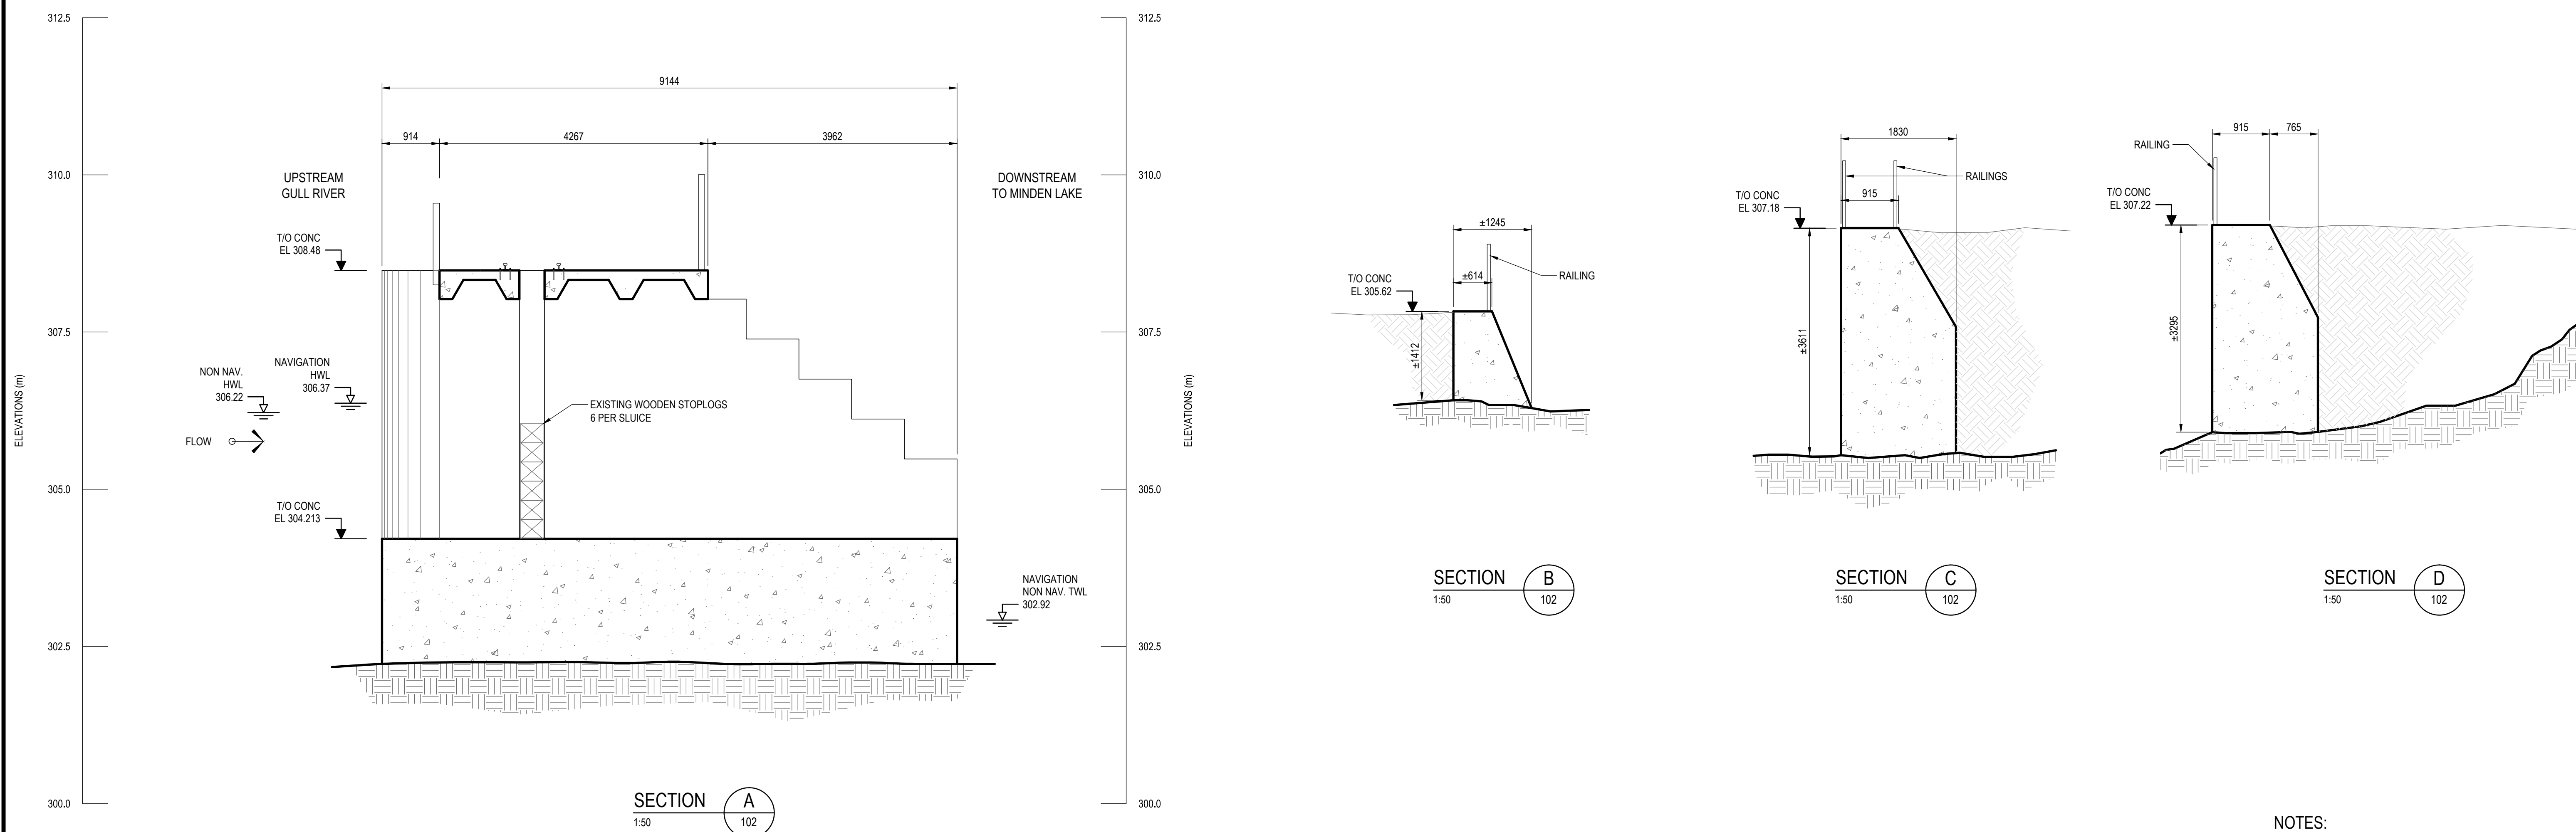 312.5
310.0
307.5
305.0
302.5
300.0
ELEVATIONS (m)
9144
914
4267
3962
UPSTREAM
GULL RIVER
DOWNSTREAM
TO MINDEN LAKE
T/O CONC
EL 308.48
NON NAV.
HWL
306.22
NAVIGATION
HWL
306.37
FLOW
EXISTING WOODEN STOPLOGS
6 PER SLUICE
T/O CONC
EL 304.213
NAVIGATION
NON NAV. TWL
302.92
SECTION
A
1:50
102
312.5
310.0
307.5
305.0
302.5
300.0
ELEVATIONS (m)
±1245
±614
RAILING
T/O CONC
EL 305.62
±1412
SECTION
B
1:50
102
1830
RAILINGS
915
T/O CONC
EL 307.18
±3611
SECTION
C
1:50
102
915
765
RAILING
T/O CONC
EL 307.22
±3295
SECTION
D
1:50
102
NOTES: